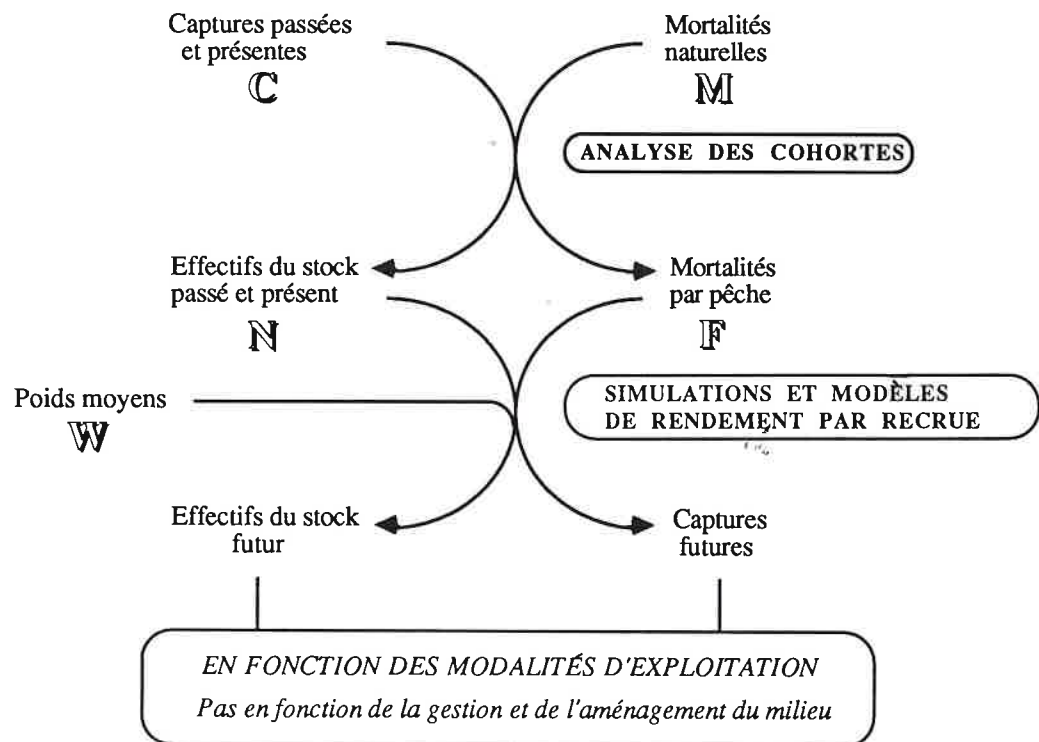 Captures passées
et présentes
C
Mortalités
naturelles
M
ANALYSE DES COHORTES
Effectifs du stock
passé et présent
N
Mortalités
par pêche
F
Poids moyens
W
SIMULATIONS ET MODÈLES
DE RENDEMENT PAR RECRUE
Effectifs du stock
futur
Captures
futures
EN FONCTION DES MODALITÉS D'EXPLOITATION
Pas en fonction de la gestion et de l'aménagement du milieu